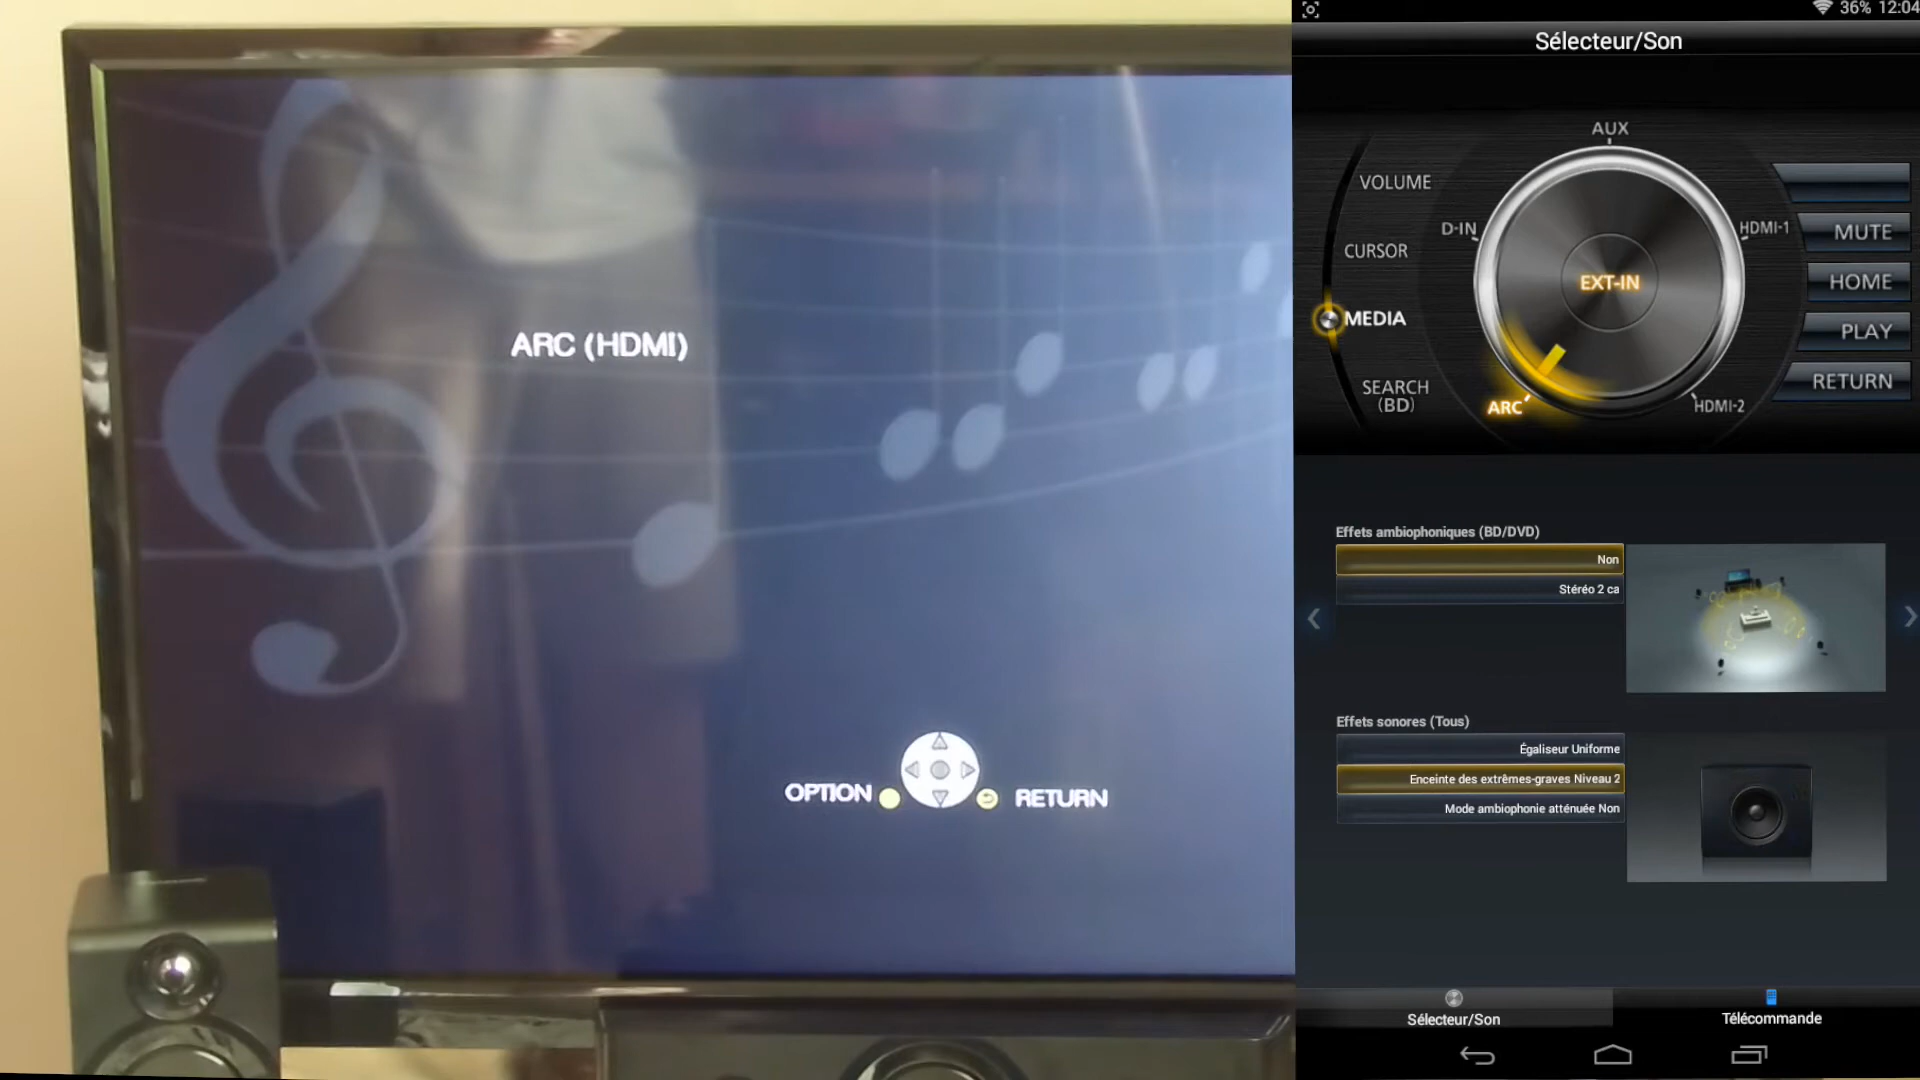 ARC (HDMI)
OPTION
RETURN
36% 12:04
Sélecteur/Son
AUX
VOLUME
D-IN
HDMI-1
MUTE
CURSOR
EXT-IN
HOME
MEDIA
PLAY
SEARCH
(BD)
RETURN
ARC
HDMI-2
Effets ambiophoniques (BD/DVD)
Non
Stéréo 2 ca
Effets sonores (Tous)
Égaliseur Uniforme
Enceinte des extrêmes-graves Niveau 2
Mode ambiophonie atténuée Non
Sélecteur/Son
Télécommande